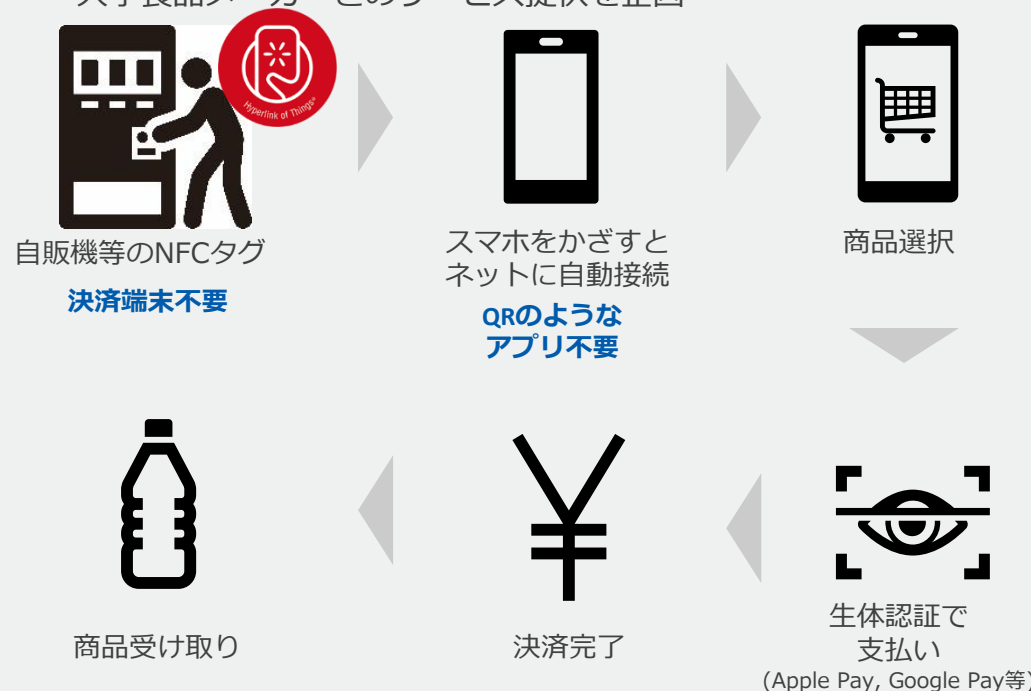 Hyperlink of Things®
自販機等のNFCタグ
決済端末不要
スマホをかざすと
ネットに自動接続
QRのような
アプリ不要
商品選択
生体認証で
支払い
（Apple Pay, Google Pay等）
決済完了
商品受け取り